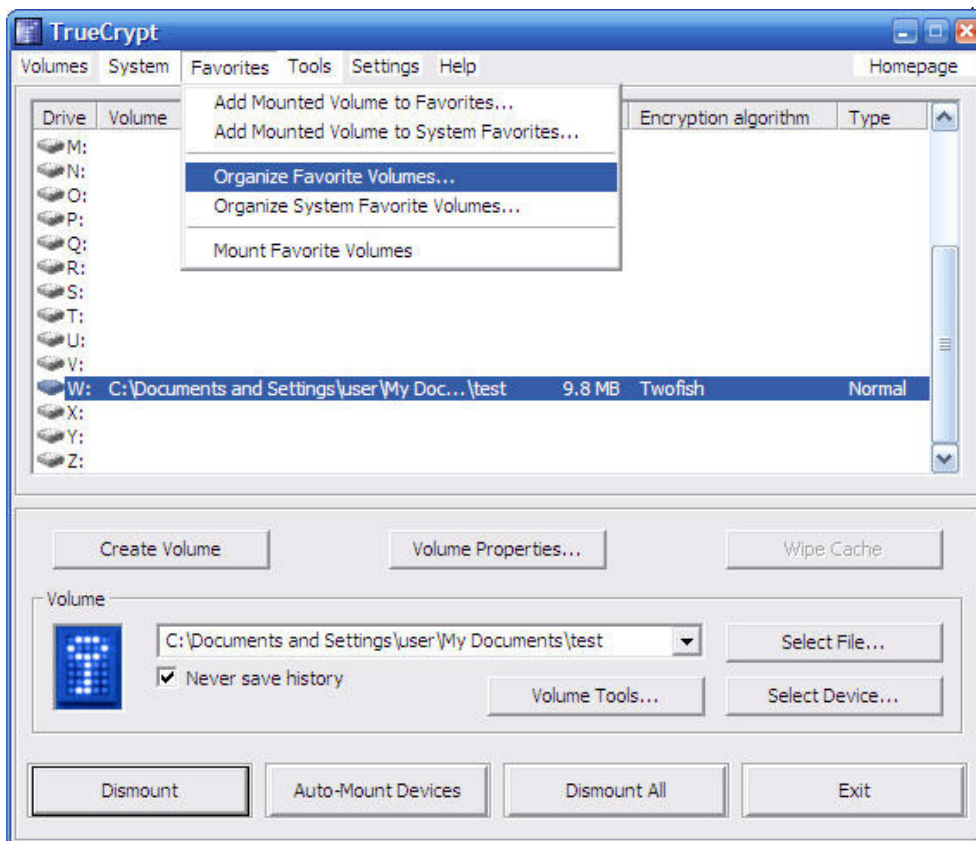 TrueCrypt
Volumes System Favorites Tools Settings Help Homepage
Add Mounted Volume to Favorites...
Add Mounted Volume to System Favorites...
Organize Favorite Volumes...
Organize System Favorite Volumes...
Mount Favorite Volumes
Drive Volume Encryption algorithm Type
M:
N:
O:
P:
Q:
R:
S:
T:
U:
V:
W: C:\Documents and Settings\user\My Doc...\test 9.8 MB Twofish Normal
X:
Y:
Z:
Create Volume Volume Properties... Wipe Cache
Volume
C:\Documents and Settings\user\My Documents\test Select File...
Never save history
Volume Tools... Select Device...
Dismount Auto-Mount Devices Dismount All Exit